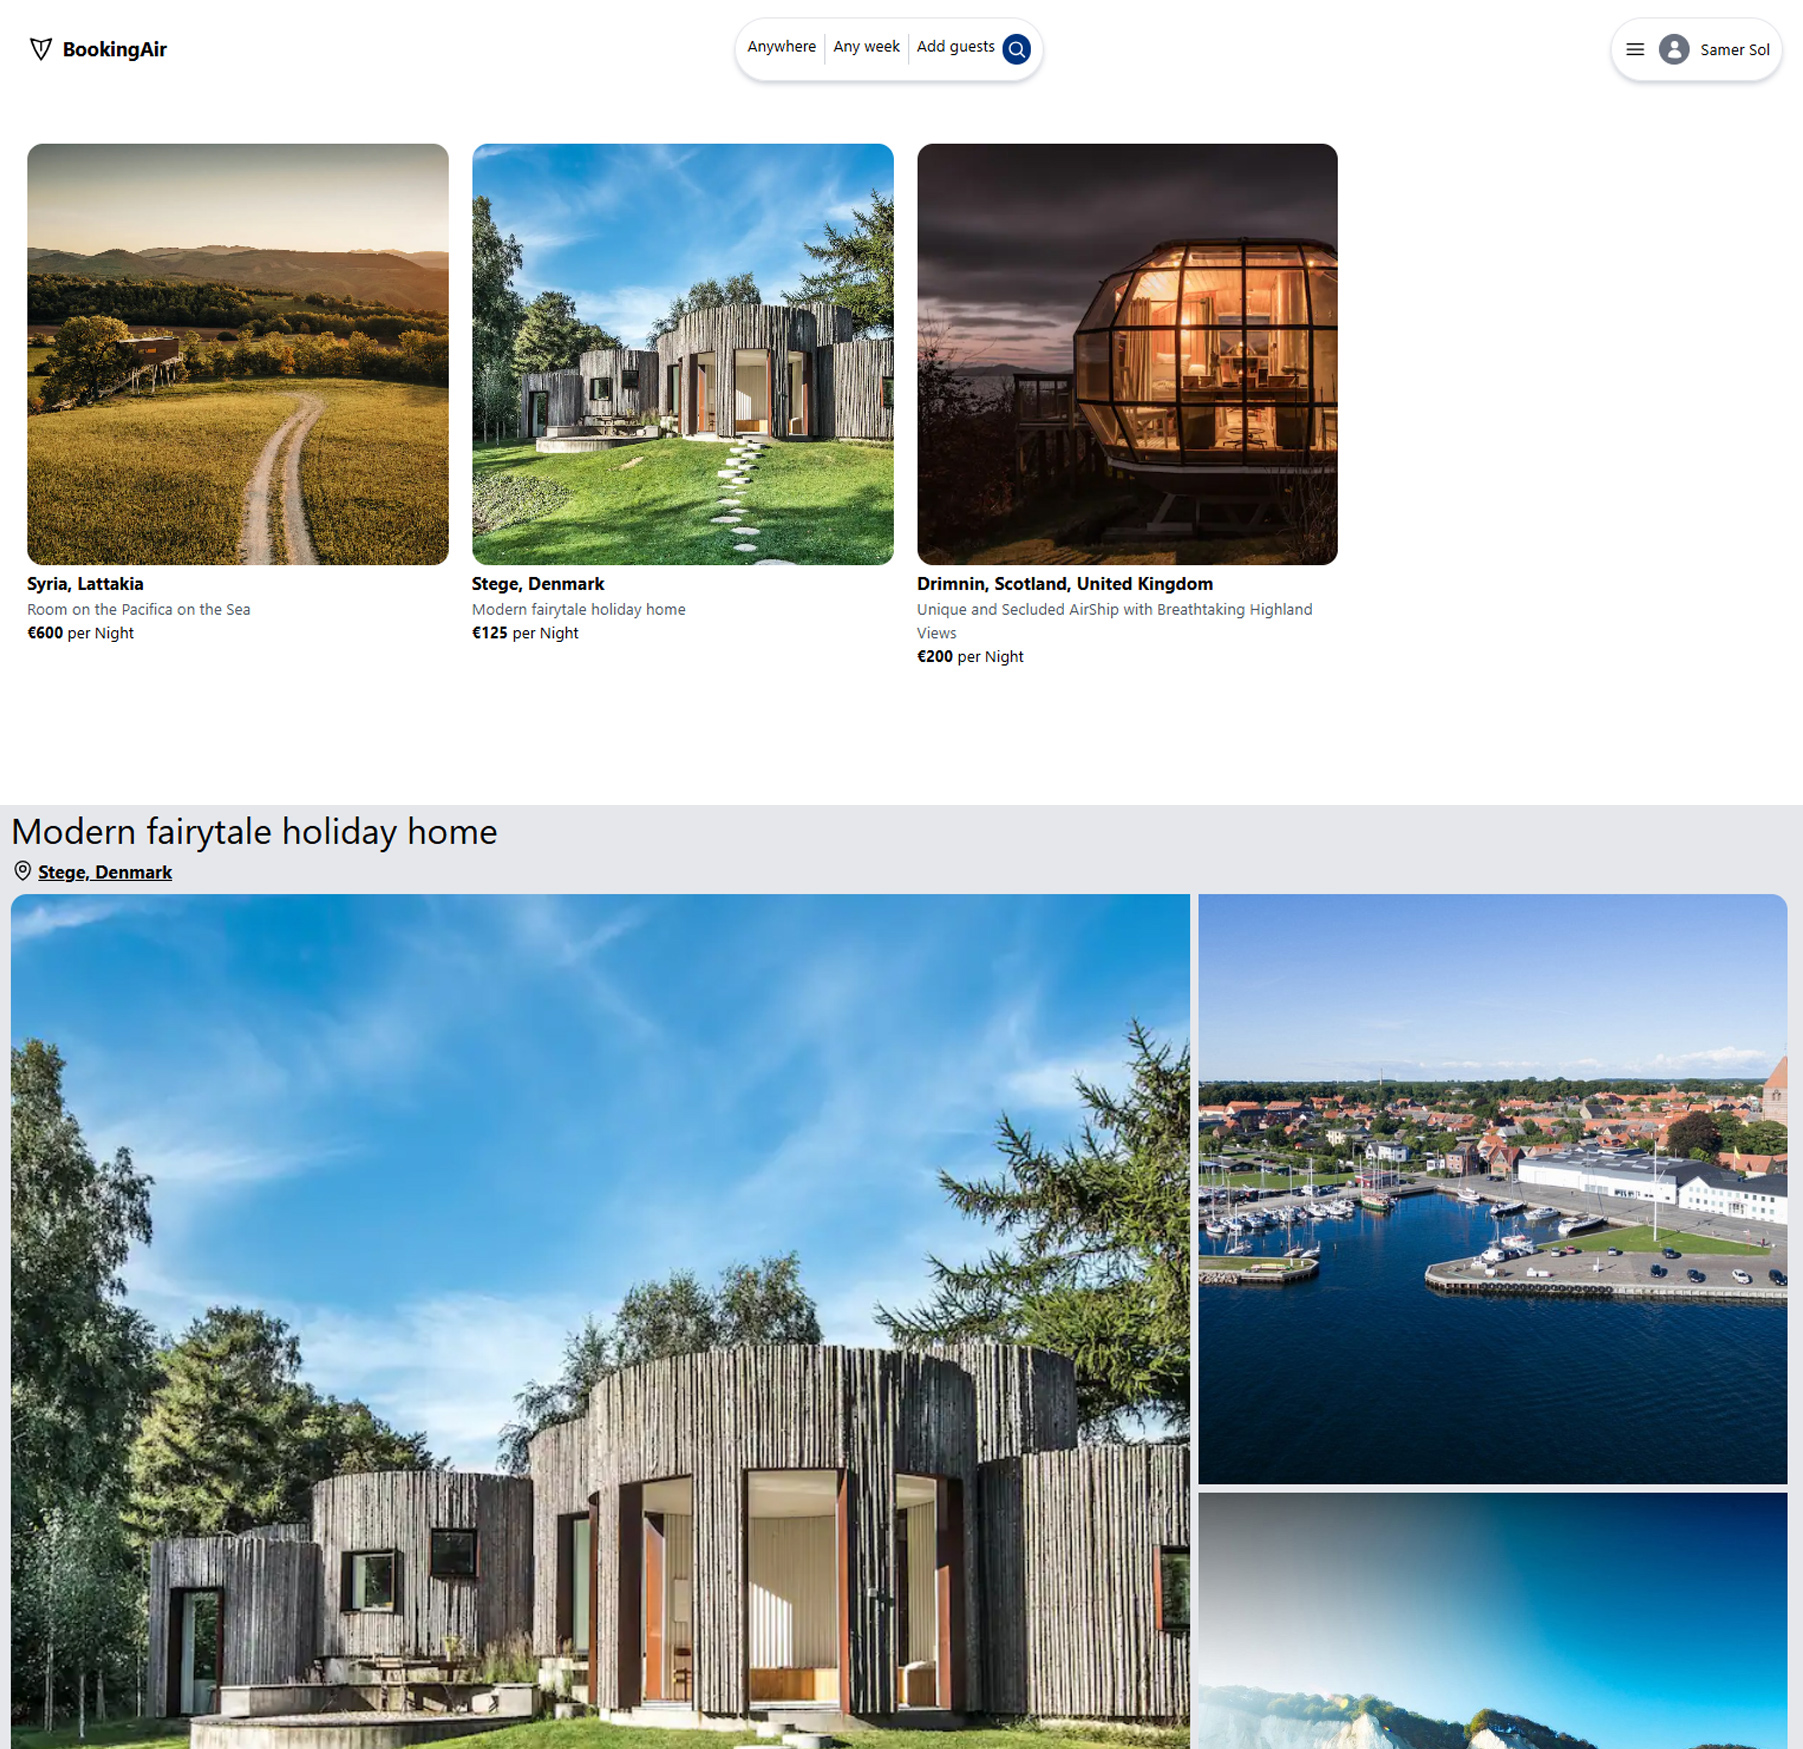 BookingAir
Anywhere
Any week
Add guests
Samer Sol
Syria, Lattakia
Room on the Pacifica on the Sea
€600 per Night
Stege, Denmark
Modern fairytale holiday home
€125 per Night
Drimnin, Scotland, United Kingdom
Unique and Secluded AirShip with Breathtaking Highland
Views
€200 per Night
Modern fairytale holiday home
Stege, Denmark